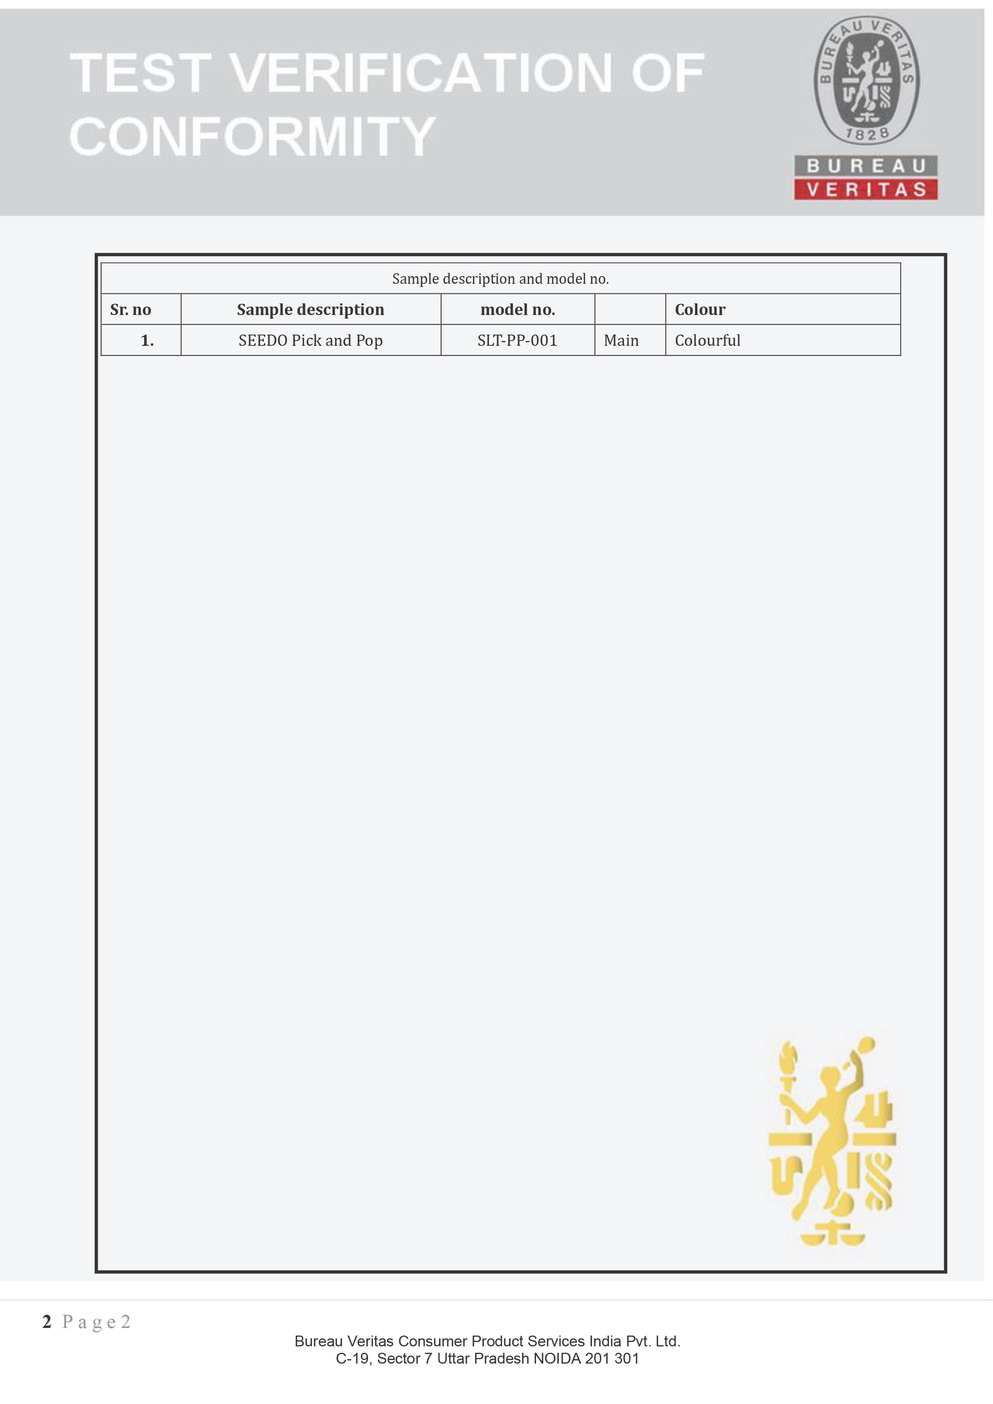 TEST VERIFICATION OF
CONFORMITY
BUREAU VERITAS
1828
BUREAU
VERITAS
Sample description and model no.
Sr. no Sample description model no. Colour
1. SEEDO Pick and Pop SLT-PP-001 Main Colourful
2 Page2
Bureau Veritas Consumer Product Services India Pvt. Ltd.
C-19, Sector 7 Uttar Pradesh NOIDA 201 301